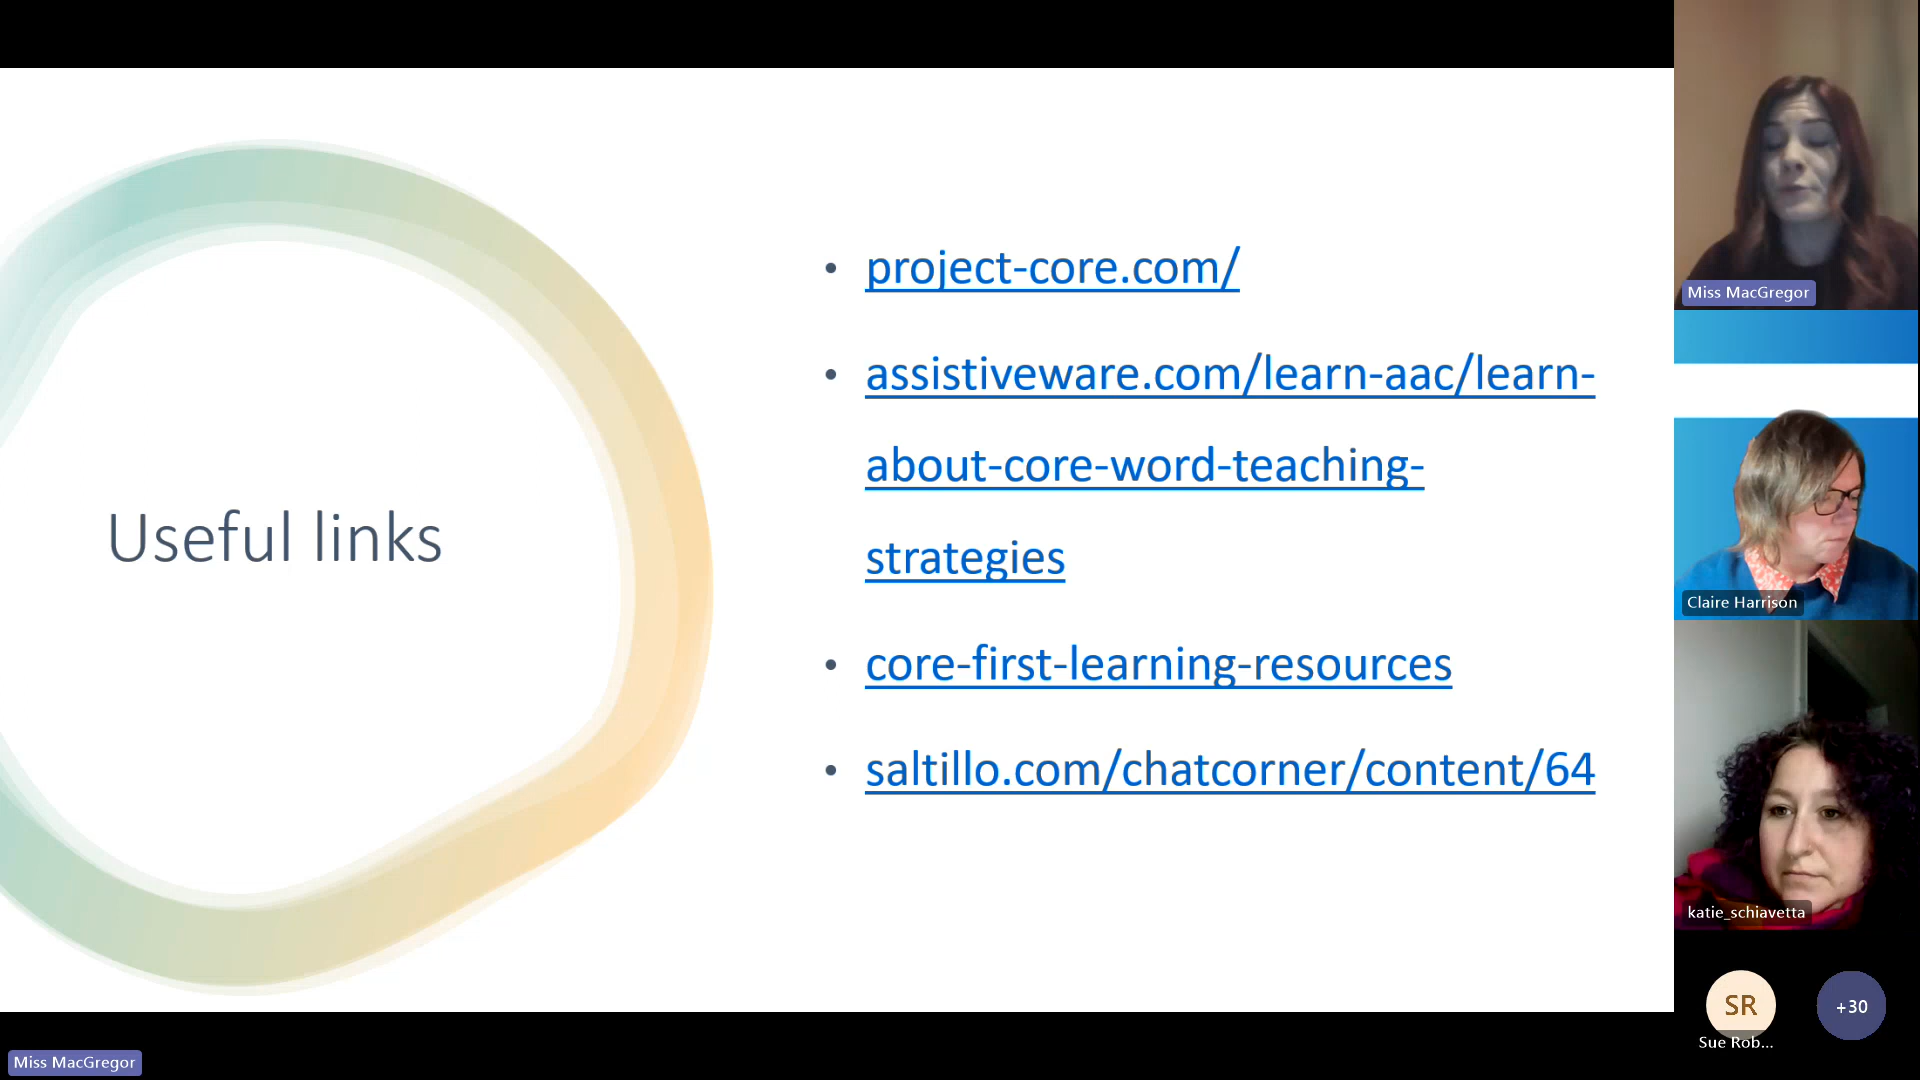 Useful links
project-core.com/
assistiveware.com/learn-aac/learn-
about-core-word-teaching-
strategies
core-first-learning-resources
saltillo.com/chatcorner/content/64
Miss MacGregor
Claire Harrison
katie_schiavetta
SR
Sue Rob...
+30
Miss MacGregor